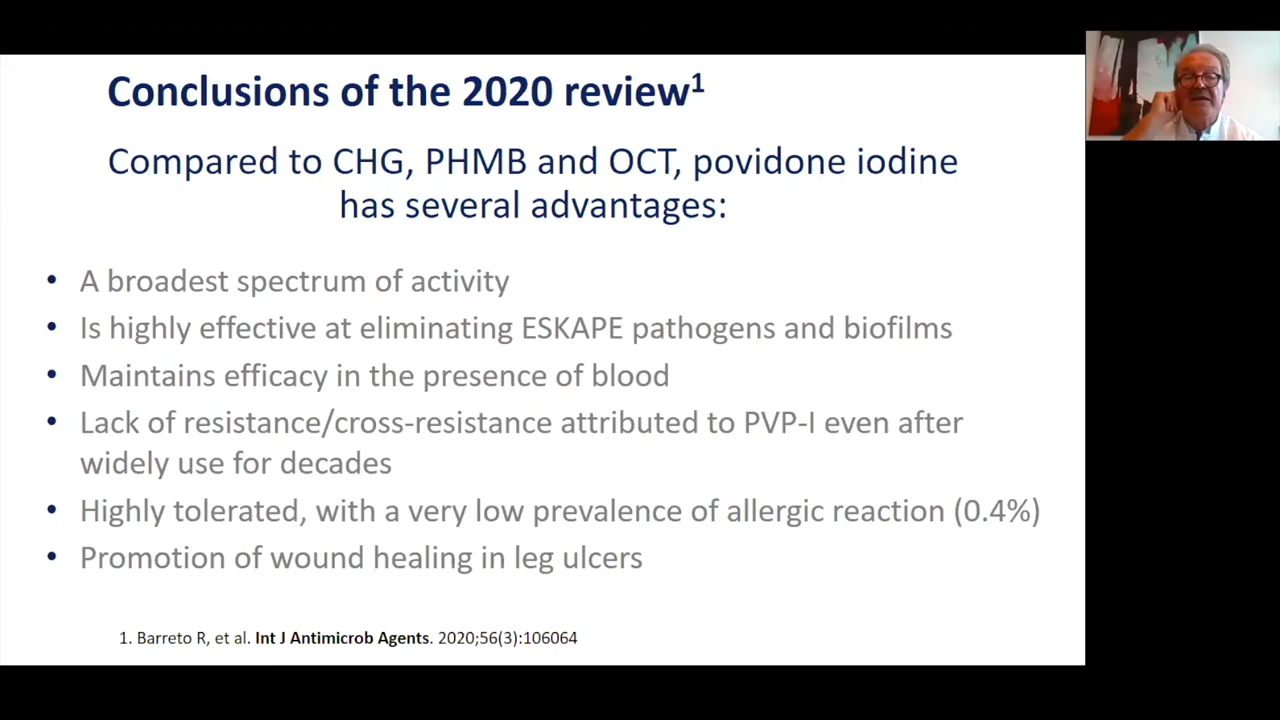 Conclusions of the 2020 review1
Compared to CHG, PHMB and OCT, povidone iodine
has several advantages:
• A broadest spectrum of activity
• Is highly effective at eliminating ESKAPE pathogens and biofilms
• Maintains efficacy in the presence of blood
• Lack of resistance/cross-resistance attributed to PVP-I even after
widely use for decades
• Highly tolerated, with a very low prevalence of allergic reaction (0.4%)
• Promotion of wound healing in leg ulcers
1. Barreto R, et al. Int J Antimicrob Agents. 2020;56(3):106064